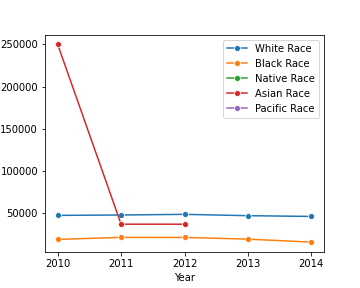 250000
200000
150000
100000
50000
White Race
Black Race
Native Race
Asian Race
Pacific Race
2010 2011 2012 2013 2014
Year